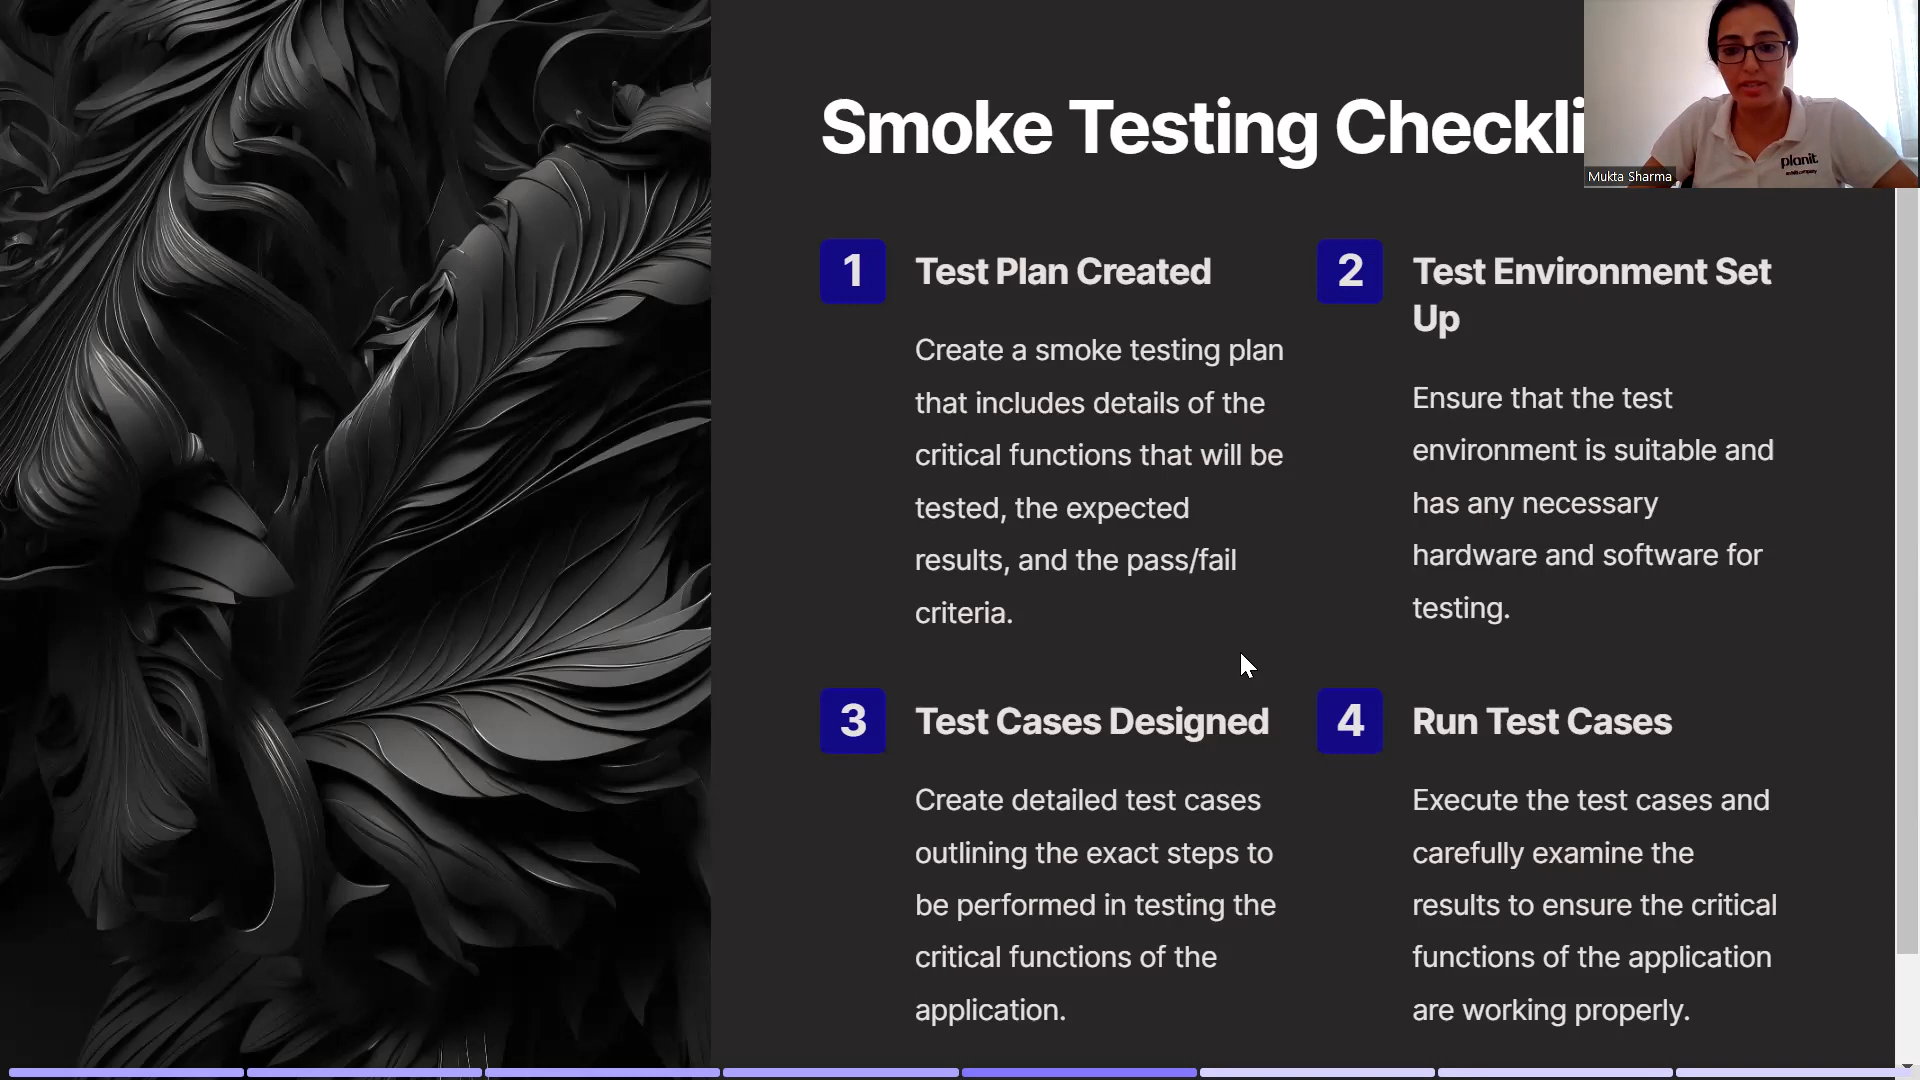 Smoke Testing Checkli
planit
Mukta Sharma
1
Test Plan Created
Create a smoke testing plan
that includes details of the
critical functions that will be
tested, the expected
results, and the pass/fail
criteria.
2
Test Environment Set
Up
Ensure that the test
environment is suitable and
has any necessary
hardware and software for
testing.
3
Test Cases Designed
Create detailed test cases
outlining the exact steps to
be performed in testing the
critical functions of the
application.
4
Run Test Cases
Execute the test cases and
carefully examine the
results to ensure the critical
functions of the application
are working properly.